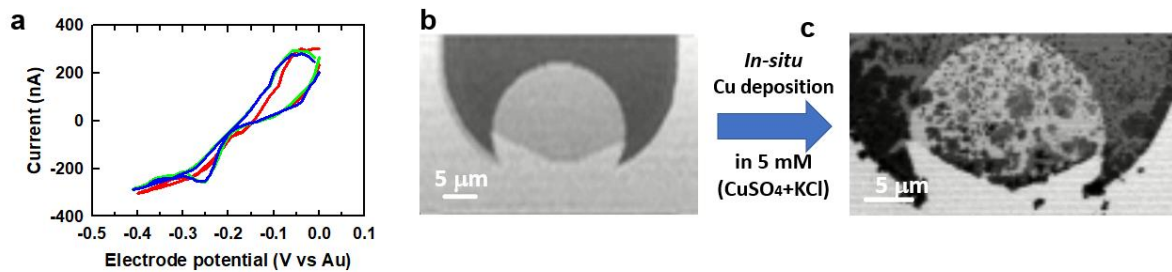 a
400
200
0
-200
-400
Current (nA)
-0.5 -0.4 -0.3 -0.2 -0.1 0.0 0.1
Electrode potential (V vs Au)
b
5 μm
In-situ
Cu deposition
in 5 mM
(CuSO4+KCl)
c
5 μm